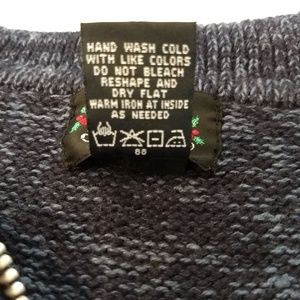 HAND WASH COLD
WITH LIKE COLORS
DO NOT BLEACH
RESHAPE AND
DRY FLAT
WARM IRON AT INSIDE
AS NEEDED